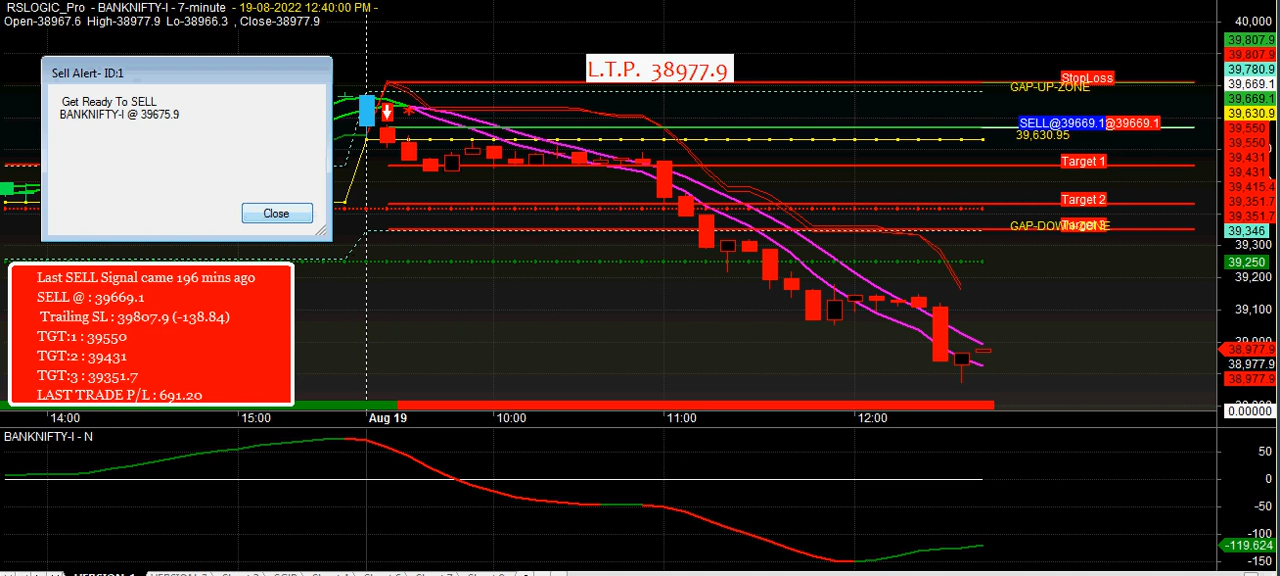 RSLOGIC_Pro - BANKNIFTY-I - 7-minute - 19-08-2022 12:40:00 PM -
Open-38967.6 High-38977.9 Lo-38966.3 , Close-38977.9
Sell Alert- ID:1
Get Ready To SELL
BANKNIFTY-I @ 39675.9
Close
L.T.P. 38977.9
StopLoss
GAP-UP-ZONE
SELL@39669.1
@39669.1
39,630.95
Target 1
Target 2
Target 3
Last SELL Signal came 196 mins ago
SELL @ : 39669.1
Trailing SL : 39807.9 (-138.84)
TGT:1 : 39550
TGT:2 : 39431
TGT:3 : 39351.7
LAST TRADE P/L : 691.20
40,000
39,807.9
39,807.9
39,780.9
39,669.1
39,669.1
39,630.9
39,550
39,550
39,431
39,431
39,415.4
39,351.7
39,351.7
39,346
39,300
39,250
39,200
39,100
38,977.9
38,977.9
38,977.9
0.00000
14:00
15:00
Aug 19
10:00
11:00
12:00
BANKNIFTY-I - N
50
0
-50
-100
-119.624
-150